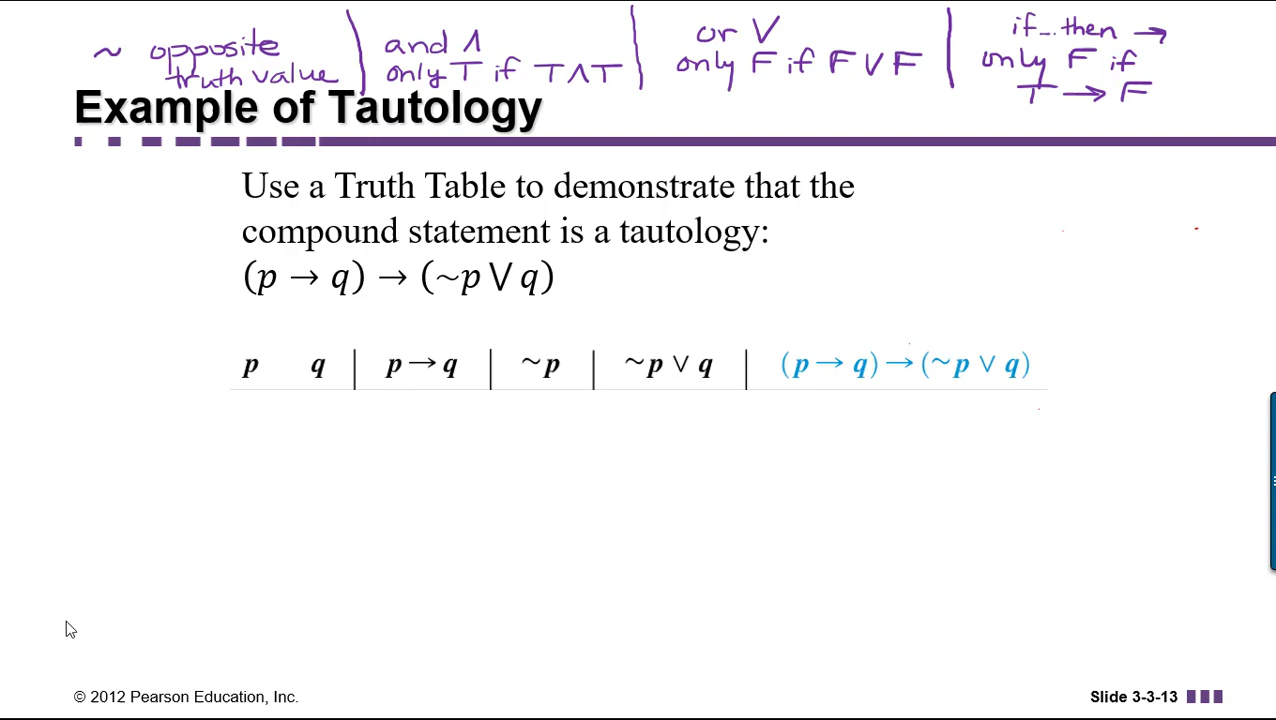 ~ opposite truth value
and ∧
only T if T∧T
or ∨
only F if F∨F
if...then →
only F if
T → F
Example of Tautology
Use a Truth Table to demonstrate that the
compound statement is a tautology:
(p → q) → (~p ⋁ q)
p q | p → q | ~p | ~p ∨ q | (p → q) → (~p ∨ q)
© 2012 Pearson Education, Inc.
Slide 3-3-13